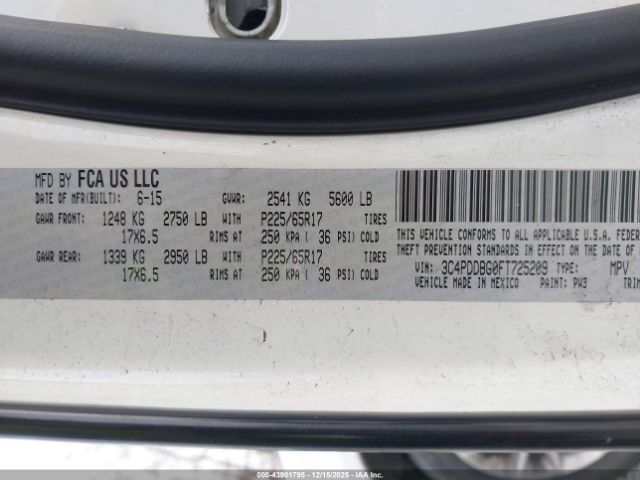 MFD BY FCA US LLC
DATE OF MFR(BUILT): 6-15 GVWR: 2541 KG 5600 LB
GAWR FRONT: 1248 KG 2750 LB WITH P225/65R17 TIRES
17X6.5 RIMS AT 250 KPA ( 36 PSI) COLD
GAWR REAR: 1339 KG 2950 LB WITH P225/65R17 TIRES
17X6.5 RIMS AT 250 KPA ( 36 PSI) COLD
THIS VEHICLE CONFORMS TO ALL APPLICABLE U.S.A. FEDER
THEFT PREVENTION STANDARDS IN EFFECT ON THE DATE O
VIN: 3C4PDDBG0FT725209 TYPE: MPV
VEHICLE MADE IN MEXICO PAINT: PW3 TRIM
000-43901795 - 12/15/2025 - IAAI.COM